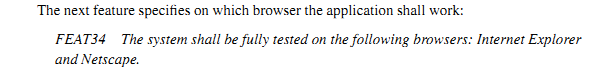 The next feature specifies on which browser the application shall work:
FEAT34 The system shall be fully tested on the following browsers: Internet Explorer
and Netscape.